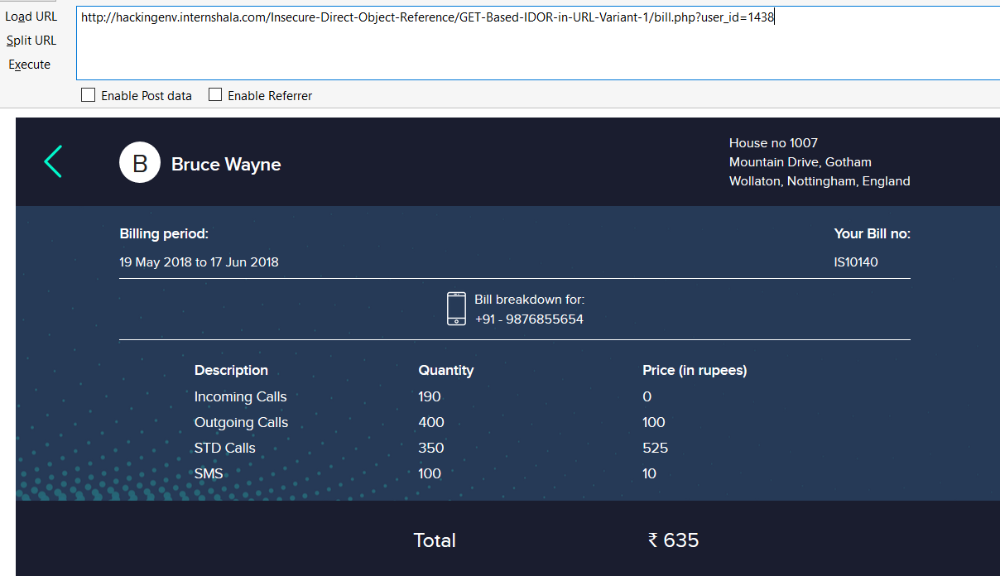 Load URL
http://hackingenv.internshala.com/Insecure-Direct-Object-Reference/GET-Based-IDOR-in-URL-Variant-1/bill.php?user_id=1438
Split URL
Execute
Enable Post data Enable Referrer
B Bruce Wayne
House no 1007
Mountain Drive, Gotham
Wollaton, Nottingham, England
Billing period: Your Bill no:
19 May 2018 to 17 Jun 2018 IS10140
Bill breakdown for:
+91 - 9876855654
Description Quantity Price (in rupees)
Incoming Calls 190 0
Outgoing Calls 400 100
STD Calls 350 525
SMS 100 10
Total ₹ 635